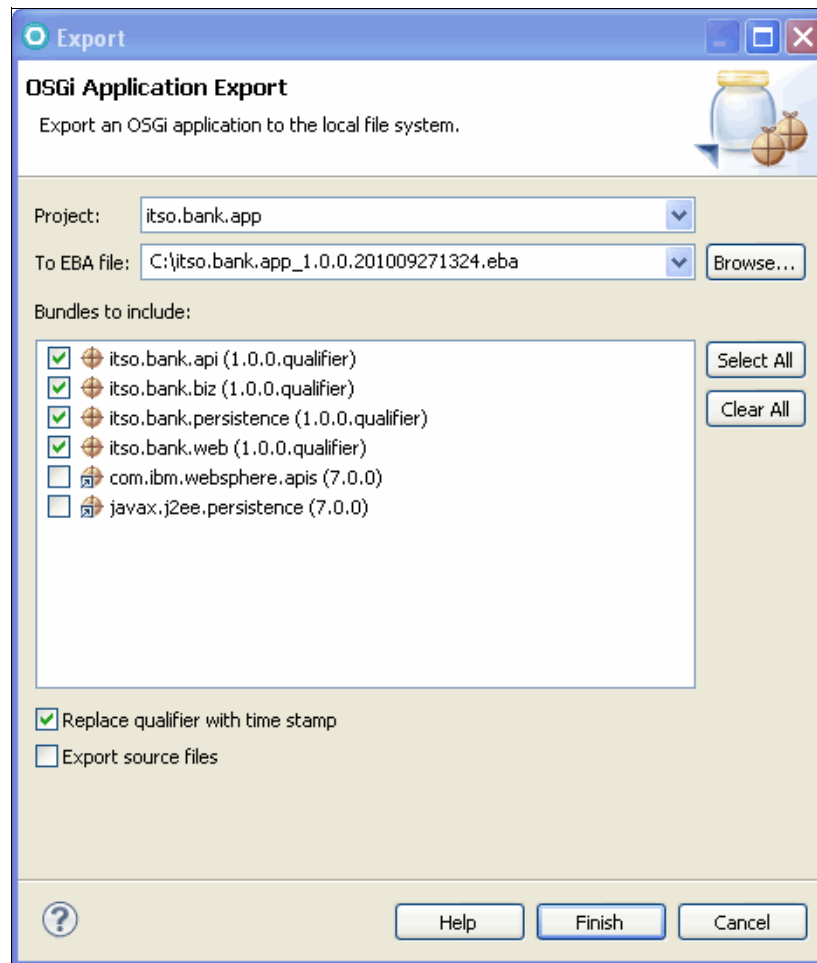 Export
OSGi Application Export
Export an OSGi application to the local file system.
Project: itso.bank.app
To EBA file: C:\itso.bank.app_1.0.0.201009271324.eba Browse...
Bundles to include:
itso.bank.api (1.0.0.qualifier) Select All
itso.bank.biz (1.0.0.qualifier)
itso.bank.persistence (1.0.0.qualifier) Clear All
itso.bank.web (1.0.0.qualifier)
com.ibm.websphere.apis (7.0.0)
javax.j2ee.persistence (7.0.0)
Replace qualifier with time stamp
Export source files
? Help Finish Cancel